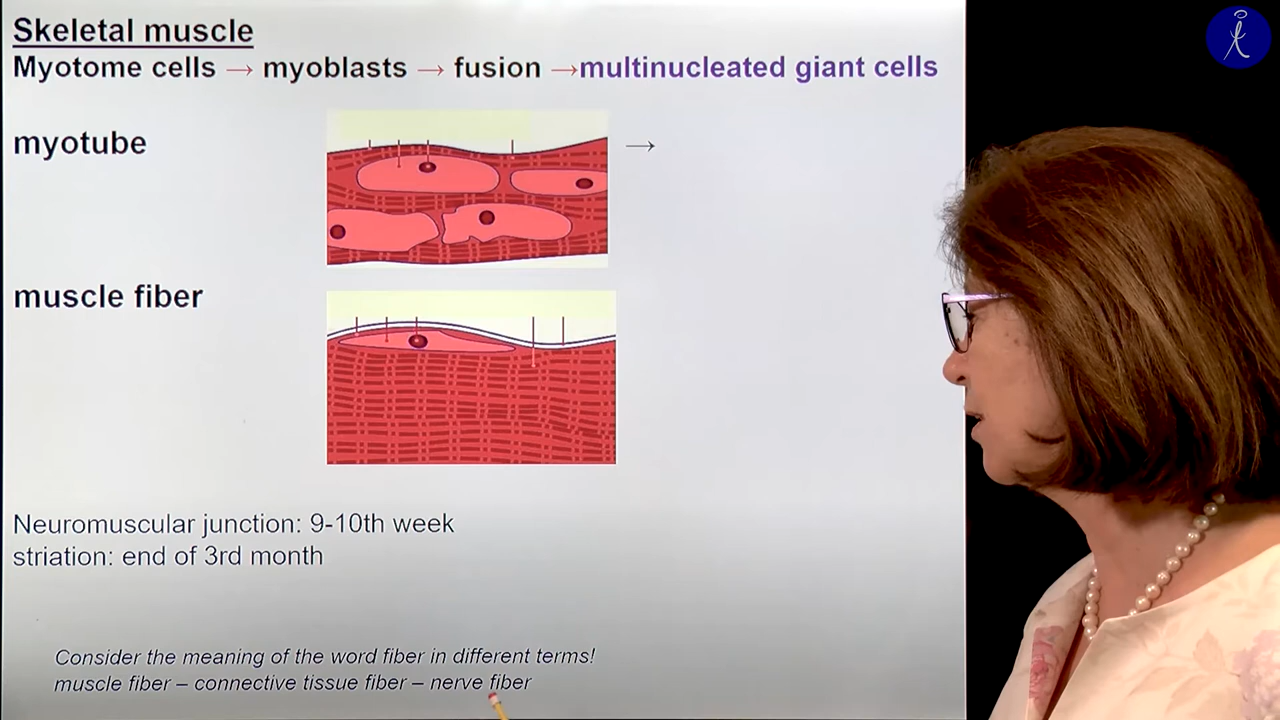 Skeletal muscle
Myotome cells → myoblasts → fusion →multinucleated giant cells
myotube
→
muscle fiber
Neuromuscular junction: 9-10th week
striation: end of 3rd month
Consider the meaning of the word fiber in different terms!
muscle fiber – connective tissue fiber – nerve fiber